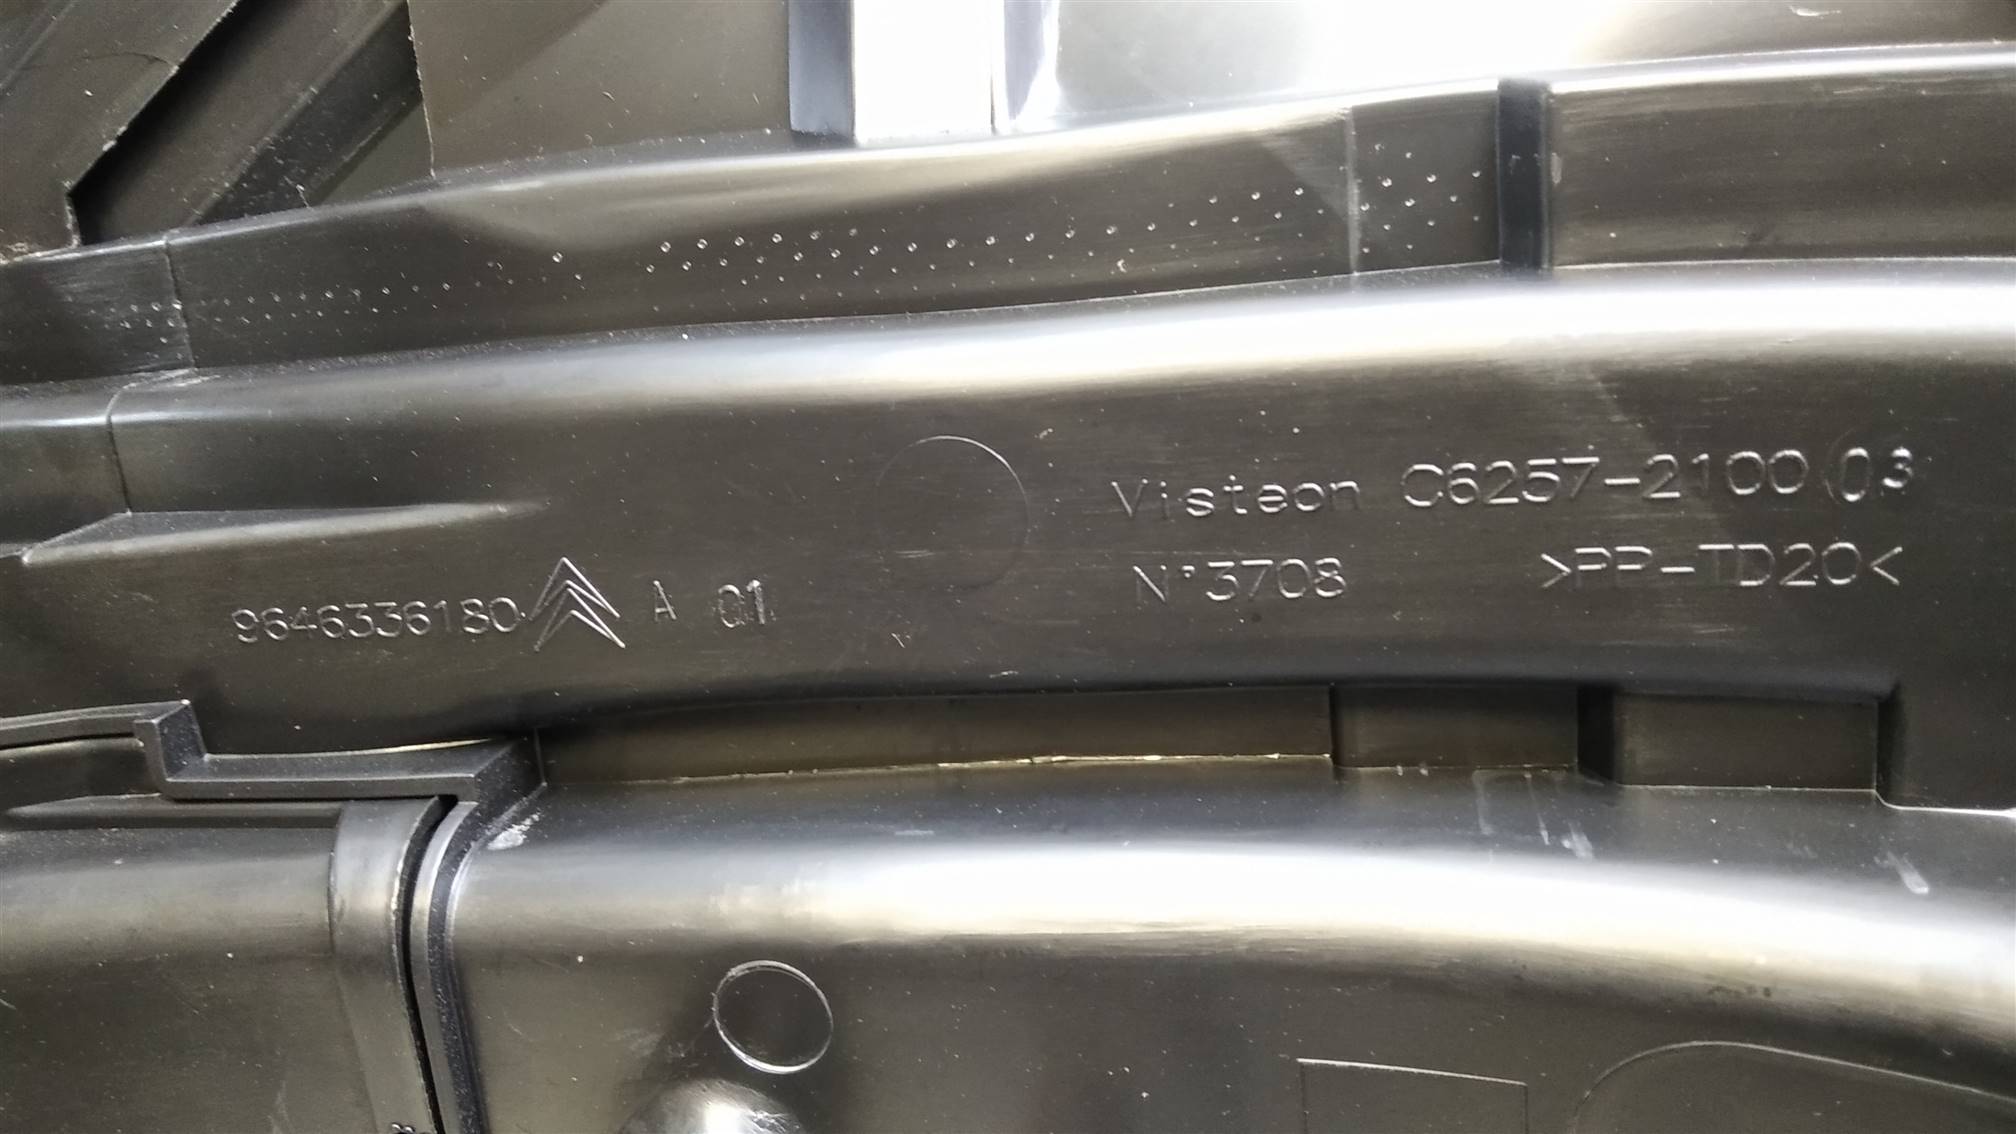 Visteon C6257-2100 03
N°3708 >PP-TD20<
9646336180 A 01